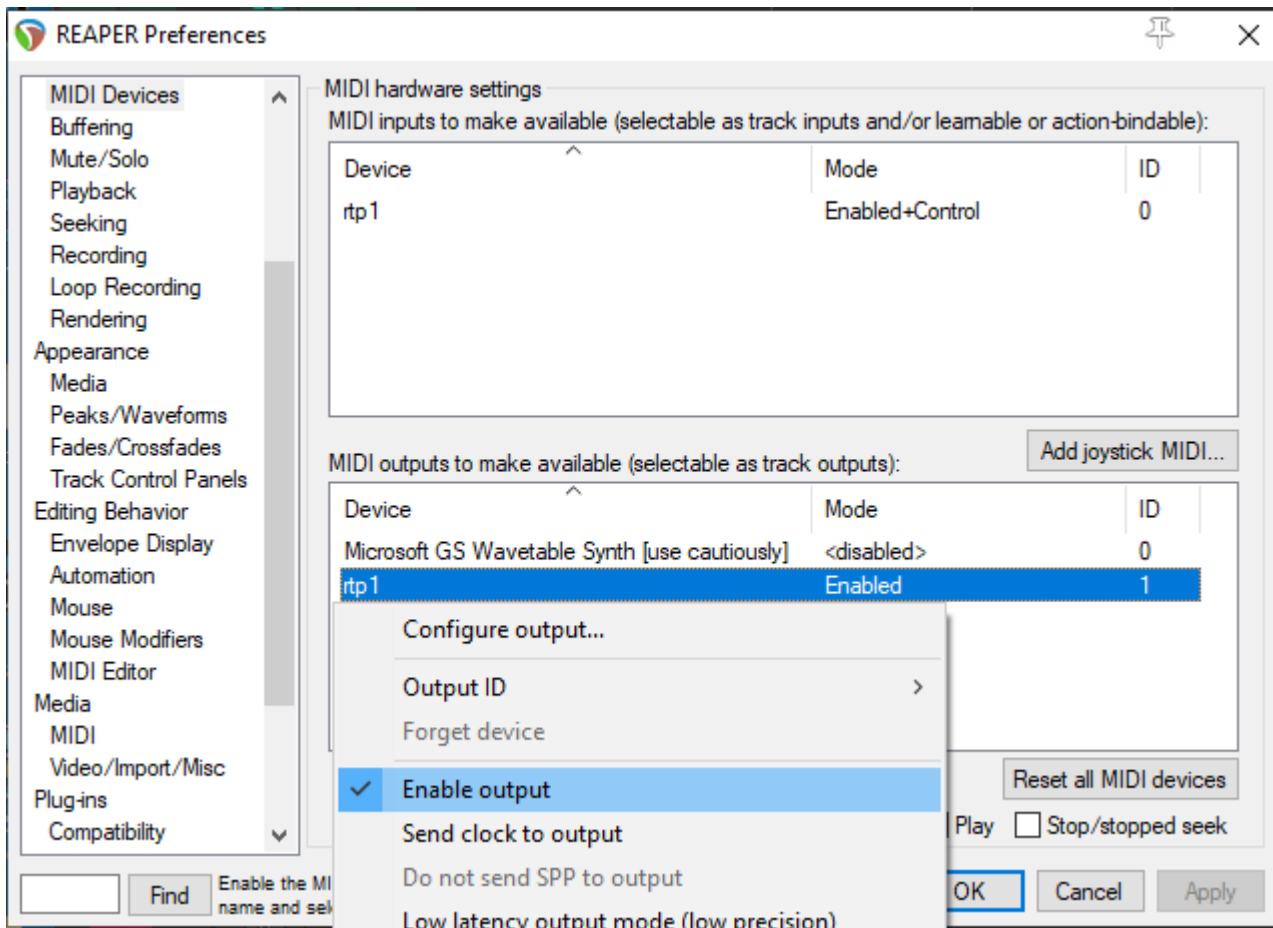 REAPER Preferences
MIDI Devices
Buffering
Mute/Solo
Playback
Seeking
Recording
Loop Recording
Rendering
Appearance
Media
Peaks/Waveforms
Fades/Crossfades
Track Control Panels
Editing Behavior
Envelope Display
Automation
Mouse
Mouse Modifiers
MIDI Editor
Media
MIDI
Video/Import/Misc
Plug-ins
Compatibility
Find
Enable the MI
name and sel
MIDI hardware settings
MIDI inputs to make available (selectable as track inputs and/or learnable or action-bindable):
Device Mode ID
rtp1 Enabled+Control 0
Add joystick MIDI...
MIDI outputs to make available (selectable as track outputs):
Device Mode ID
Microsoft GS Wavetable Synth [use cautiously] <disabled> 0
rtp1 Enabled 1
Configure output...
Output ID
Forget device
Enable output
Send clock to output
Do not send SPP to output
Low latency output mode (low precision)
Reset all MIDI devices
Play Stop/stopped seek
OK Cancel Apply